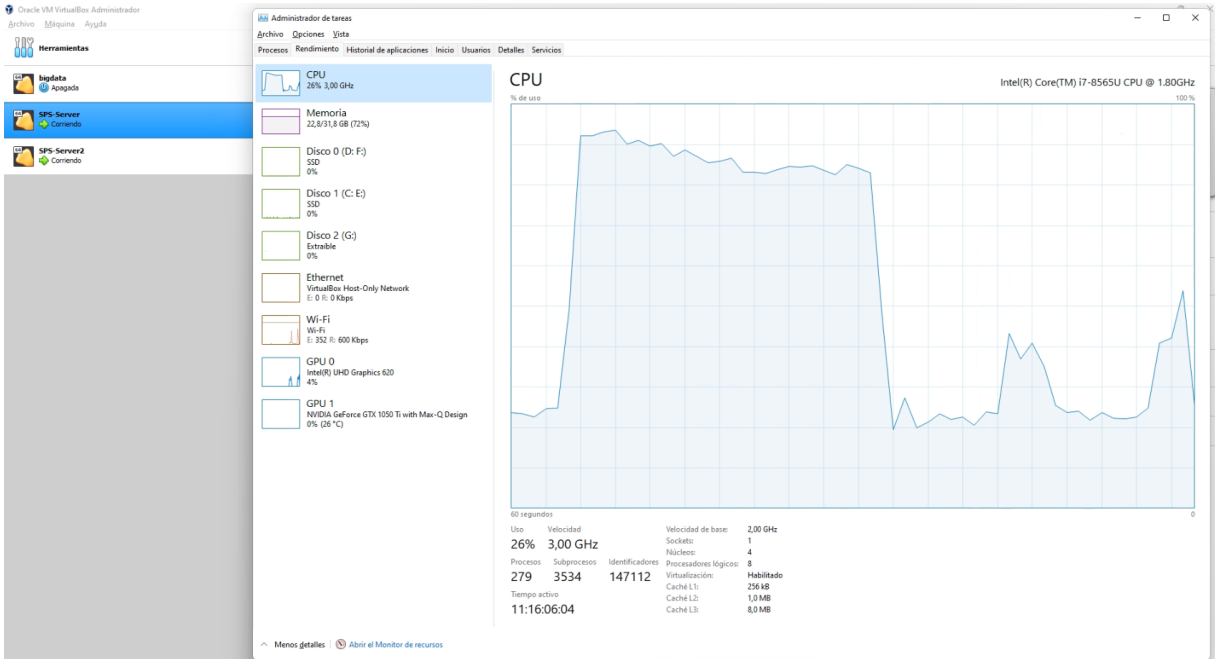 Oracle VM VirtualBox Administrador
Archivo Máquina Ayuda
Herramientas
bigdata
Apagada
SPS-Server
Corriendo
SPS-Server2
Corriendo
Administrador de tareas
Archivo Opciones Vista
Procesos Rendimiento Historial de aplicaciones Inicio Usuarios Detalles Servicios
CPU
26% 3,00 GHz
Memoria
22,8/31,8 GB (72%)
Disco 0 (D: F:)
SSD
0%
Disco 1 (C: E:)
SSD
0%
Disco 2 (G:)
Extraíble
0%
Ethernet
VirtualBox Host-Only Network
E: 0 R: 0 Kbps
Wi-Fi
Wi-Fi
E: 352 R: 600 Kbps
GPU 0
Intel(R) UHD Graphics 620
4%
GPU 1
NVIDIA GeForce GTX 1050 Ti with Max-Q Design
0% (26 °C)
CPU
Intel(R) Core(TM) i7-8565U CPU @ 1.80GHz
% de uso 100 %
60 segundos 0
Uso Velocidad
26% 3,00 GHz
Procesos Subprocesos Identificadores
279 3534 147112
Tiempo activo
11:16:06:04
Velocidad de base: 2,00 GHz
Sockets: 1
Núcleos: 4
Procesadores lógicos: 8
Virtualización: Habilitado
Caché L1: 256 kB
Caché L2: 1,0 MB
Caché L3: 8,0 MB
Menos detalles Abrir el Monitor de recursos